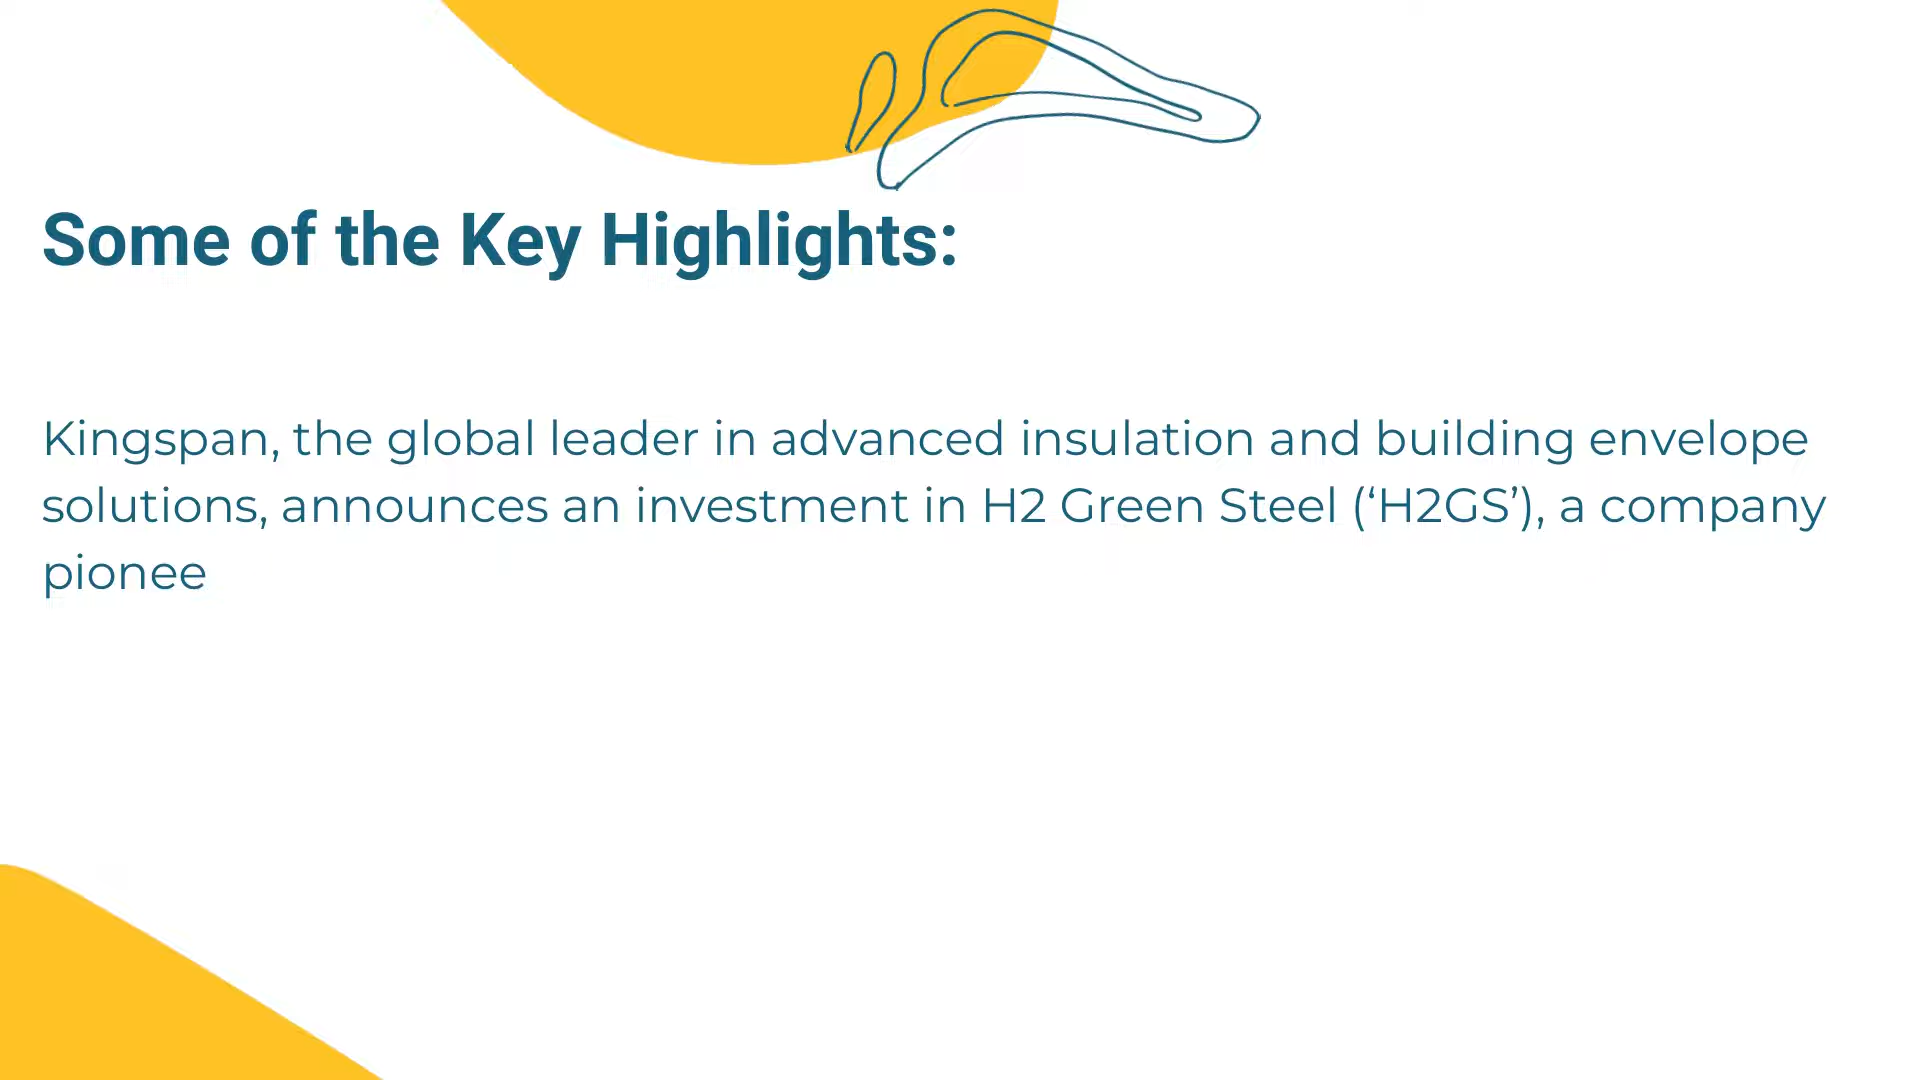 Some of the Key Highlights:
Kingspan, the global leader in advanced insulation and building envelope
solutions, announces an investment in H2 Green Steel (‘H2GS’), a company
pionee